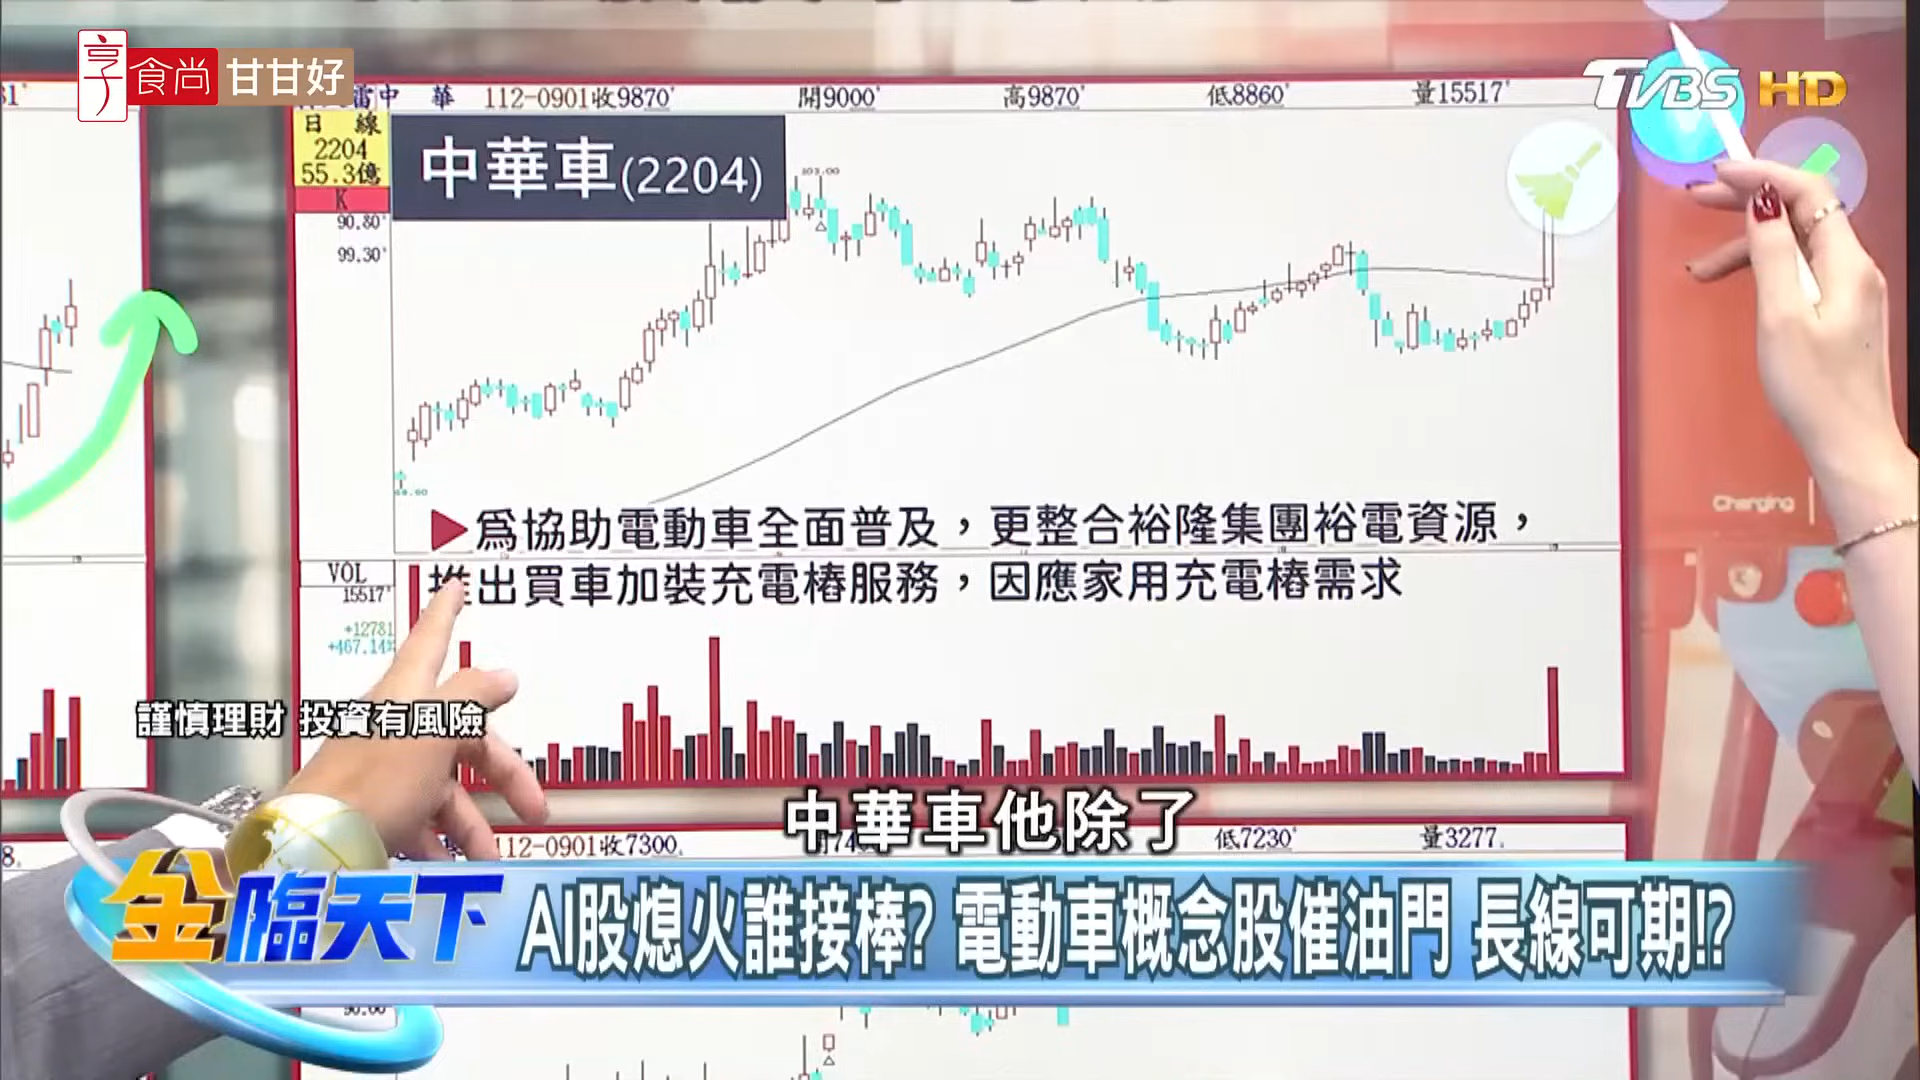 享 食尚 甘甘好
TVBS HD
中 華 112-0901收9870' 開9000' 高9870' 低8860' 量15517'
日 線
2204
55.3億
K
90.80'
99.30'
中華車(2204)
103.00
Charging
▶為協助電動車全面普及，更整合裕隆集團裕電資源，
推出買車加裝充電樁服務，因應家用充電樁需求
VOL
15517'
+12781
+467.14%
謹慎理財 投資有風險
中華車他除了
112-0901收7300. 低7230' 量3277.
金臨天下
AI股熄火誰接棒? 電動車概念股催油門 長線可期!?
90.00'